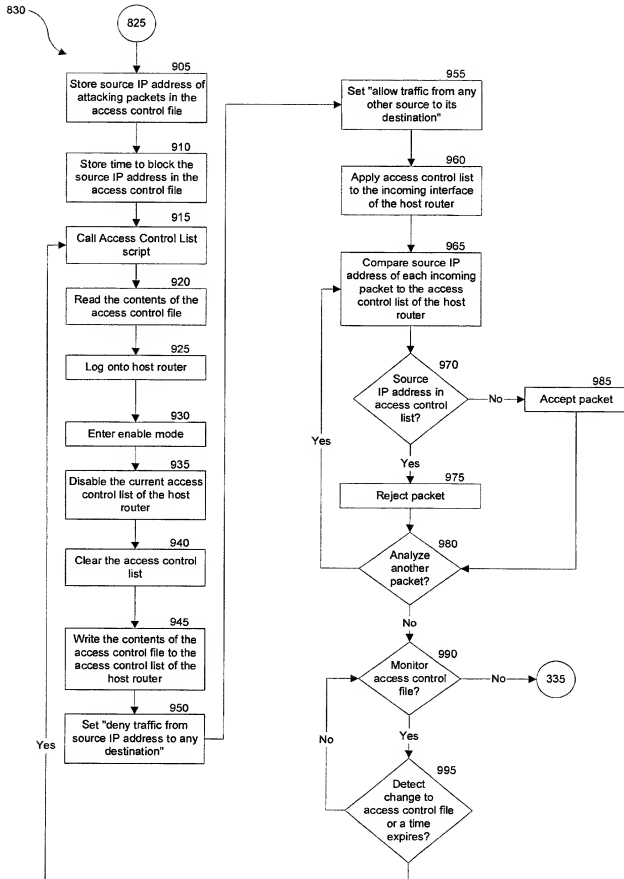 830
825
905
Store source IP address of
attacking packets in the
access control file
910
Store time to block the
source IP address in the
access control file
915
Call Access Control List
script
920
Read the contents of the
access control file
925
Log onto host router
930
Enter enable mode
935
Disable the current access
control list of the host
router
940
Clear the access control
list
945
Write the contents of the
access control file to the
access control list of the
host router
950
Set "deny traffic from
source IP address to any
destination"
Yes
955
Set "allow traffic from any
other source to its
destination"
960
Apply access control list
to the incoming interface
of the host router
965
Compare source IP
address of each incoming
packet to the access
control list of the host
router
970
Source
IP address in
access control
list?
No
985
Accept packet
Yes
Yes
975
Reject packet
980
Analyze
another
packet?
No
990
Monitor
access control
file?
No
335
No
Yes
995
Detect
change to
access control file
or a time
expires?